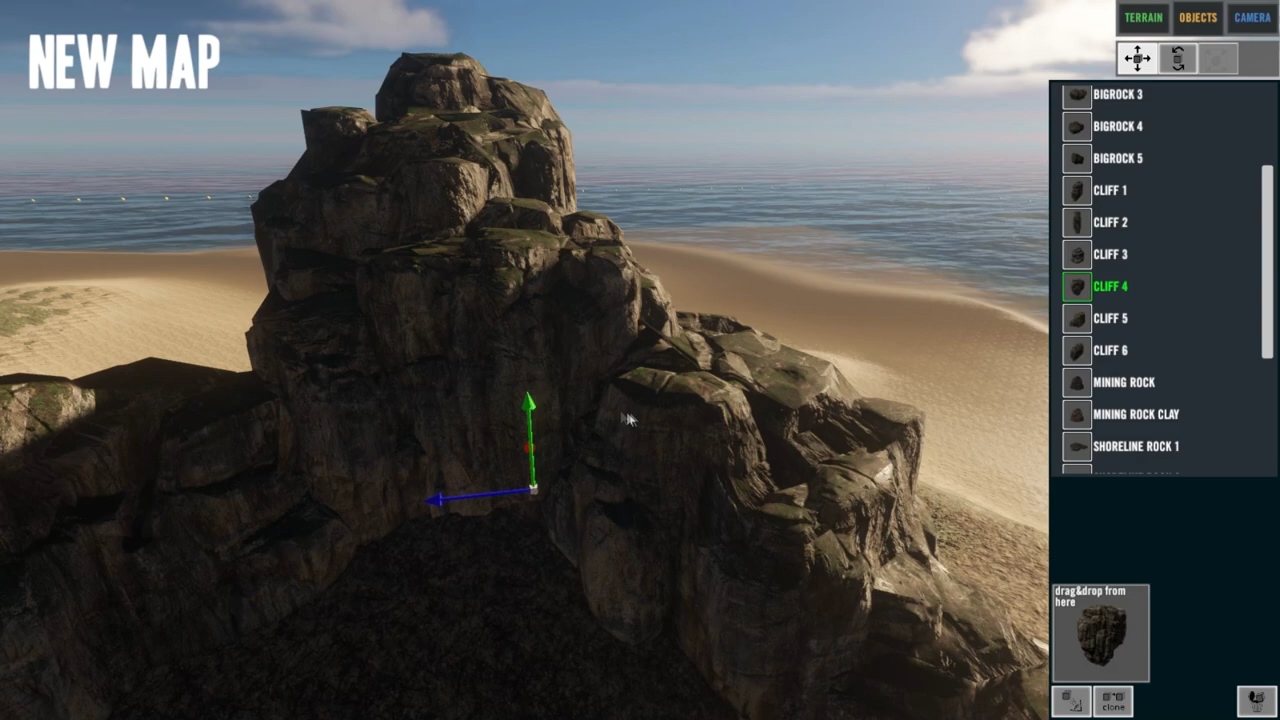 NEW MAP
TERRAIN
OBJECTS
CAMERA
BIGROCK 3
BIGROCK 4
BIGROCK 5
CLIFF 1
CLIFF 2
CLIFF 3
CLIFF 4
CLIFF 5
CLIFF 6
MINING ROCK
MINING ROCK CLAY
SHORELINE ROCK 1
drag&drop from
here
clone